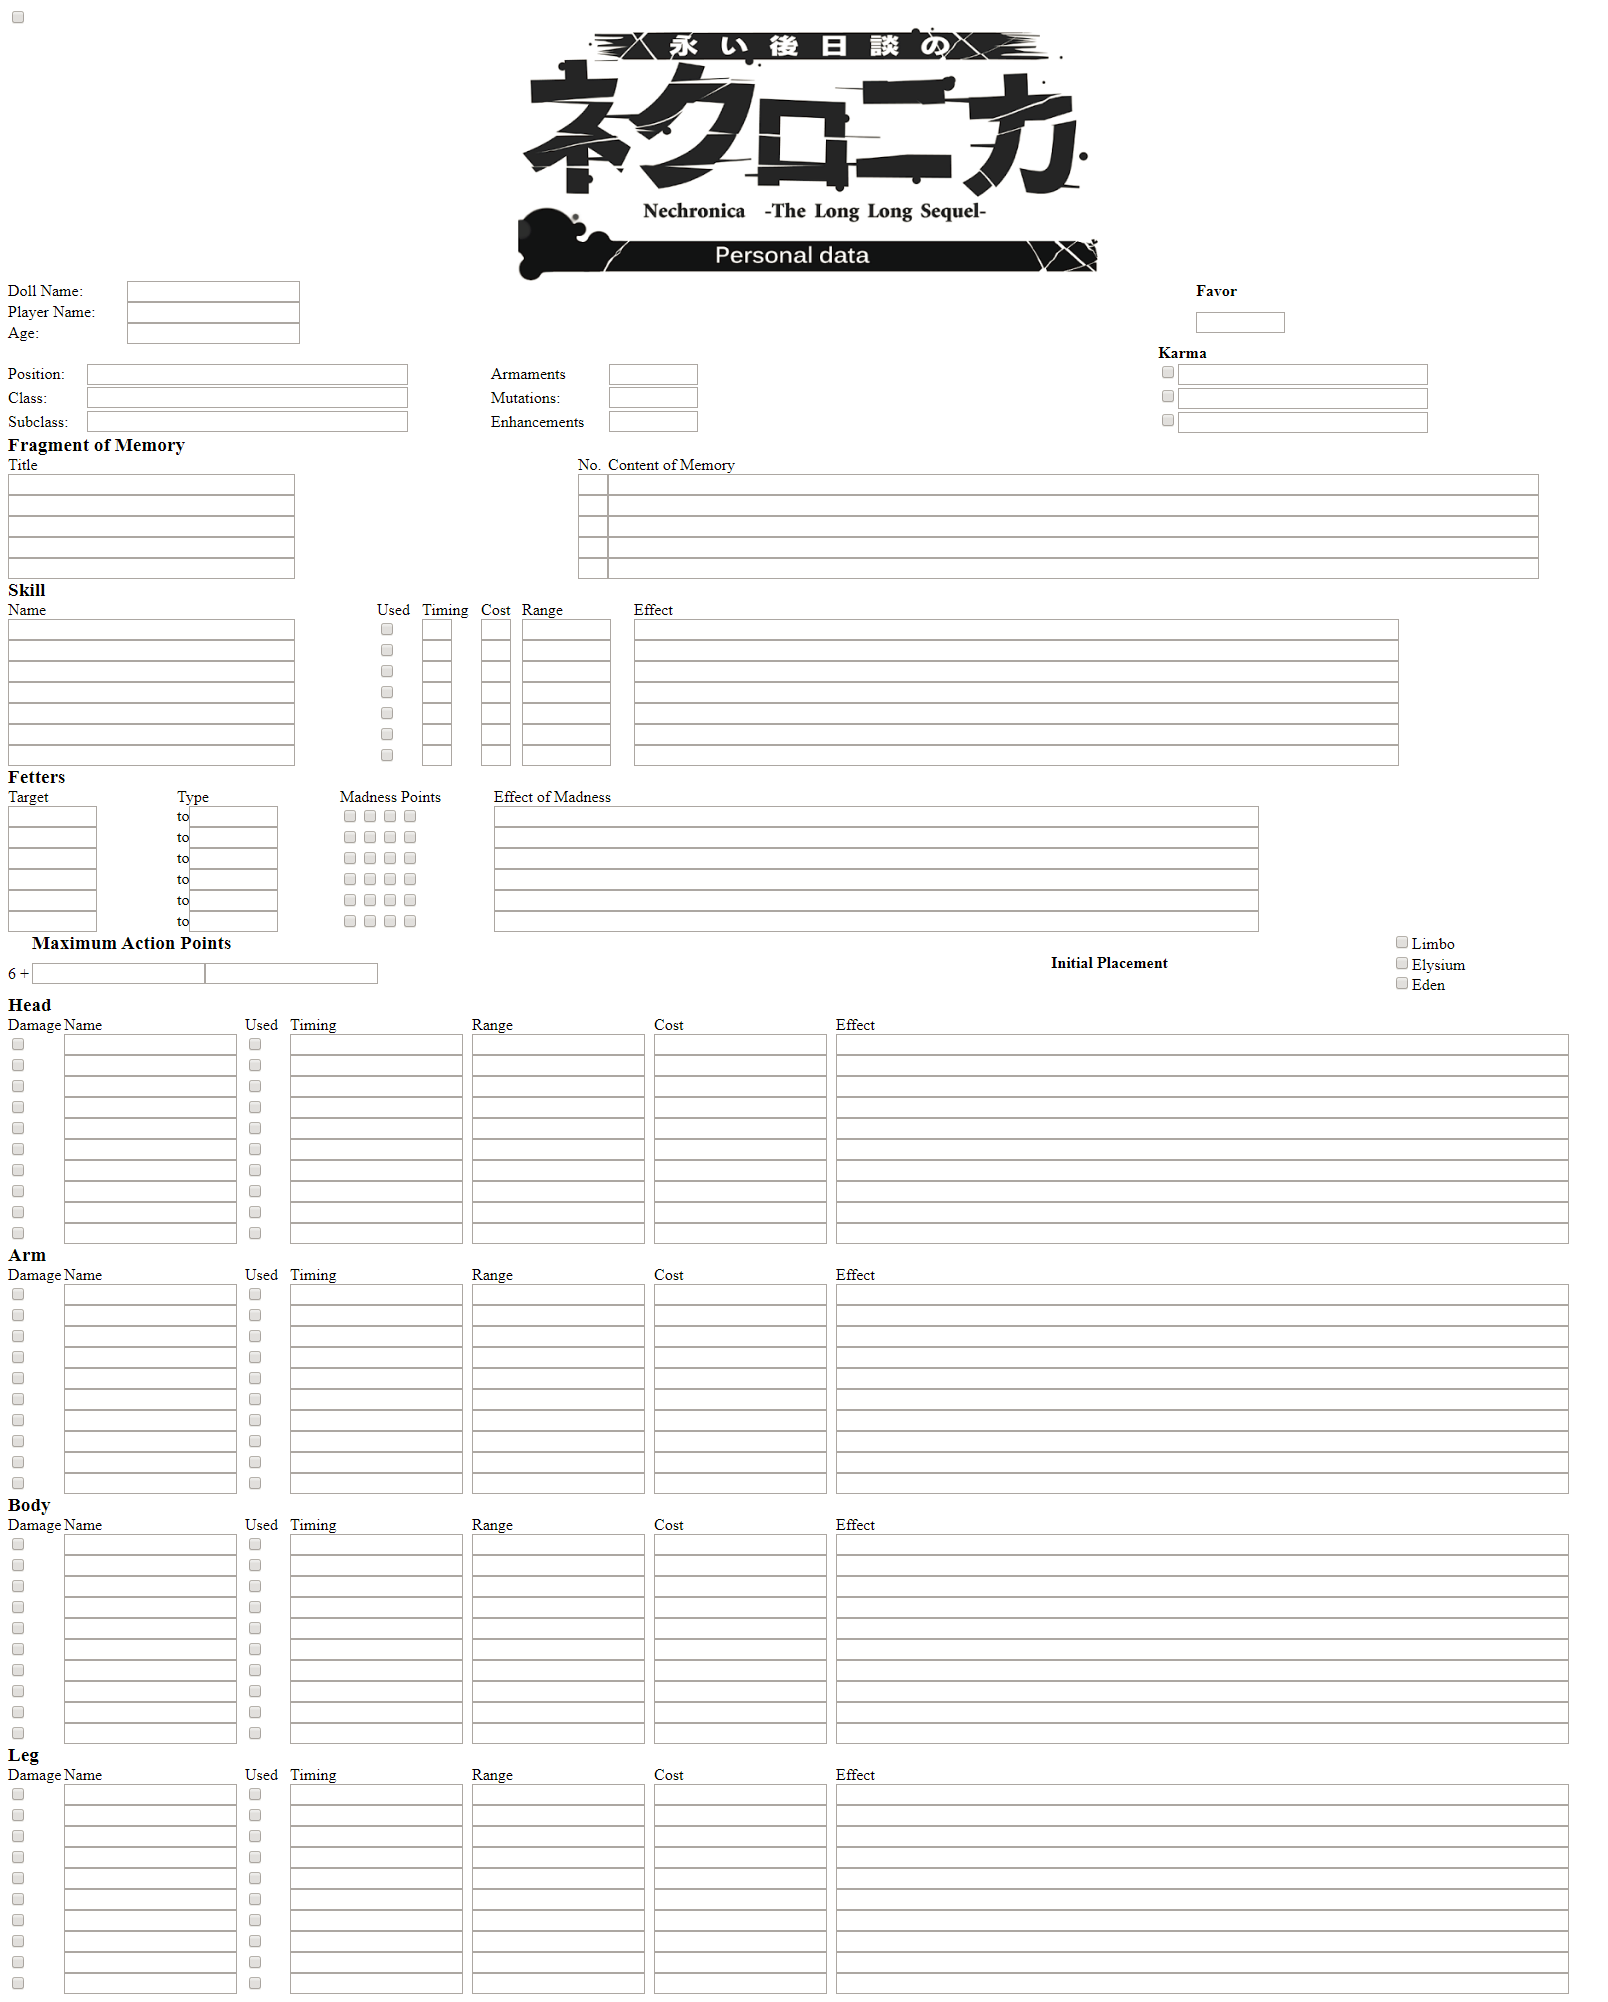 永い後日談の
ネクロニカ
Nechronica -The Long Long Sequel-
Personal data
Doll Name:
Favor
Player Name:
Age:
Karma
Position: Armaments
Class: Mutations:
Subclass: Enhancements
Fragment of Memory
Title No. Content of Memory
Skill
Name Used Timing Cost Range Effect
Fetters
Target Type Madness Points Effect of Madness
to
to
to
to
to
to
Maximum Action Points
6 +
Initial Placement
Limbo
Elysium
Eden
Head
Damage Name Used Timing Range Cost Effect
Arm
Damage Name Used Timing Range Cost Effect
Body
Damage Name Used Timing Range Cost Effect
Leg
Damage Name Used Timing Range Cost Effect